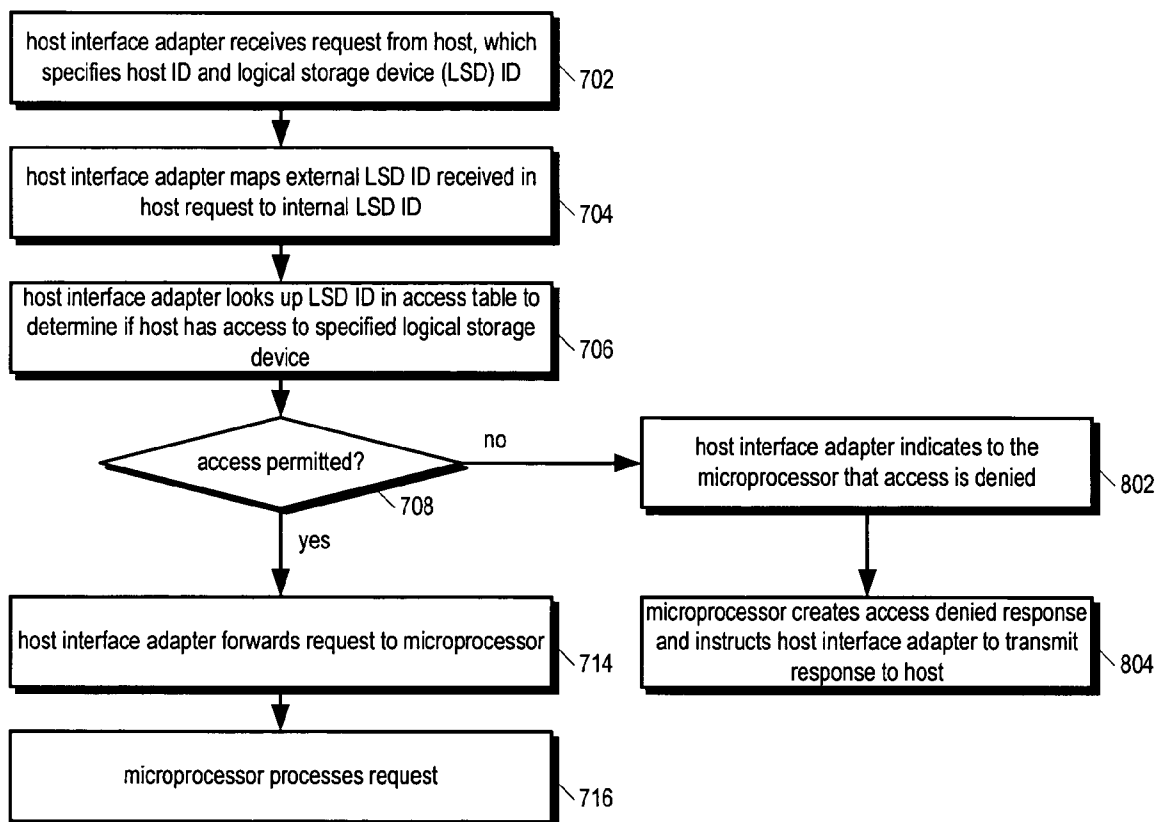 host interface adapter receives request from host, which
specifies host ID and logical storage device (LSD) ID
702
host interface adapter maps external LSD ID received in
host request to internal LSD ID
704
host interface adapter looks up LSD ID in access table to
determine if host has access to specified logical storage
device
706
access permitted?
708
no
yes
host interface adapter indicates to the
microprocessor that access is denied
802
host interface adapter forwards request to microprocessor
714
microprocessor creates access denied response
and instructs host interface adapter to transmit
response to host
804
microprocessor processes request
716